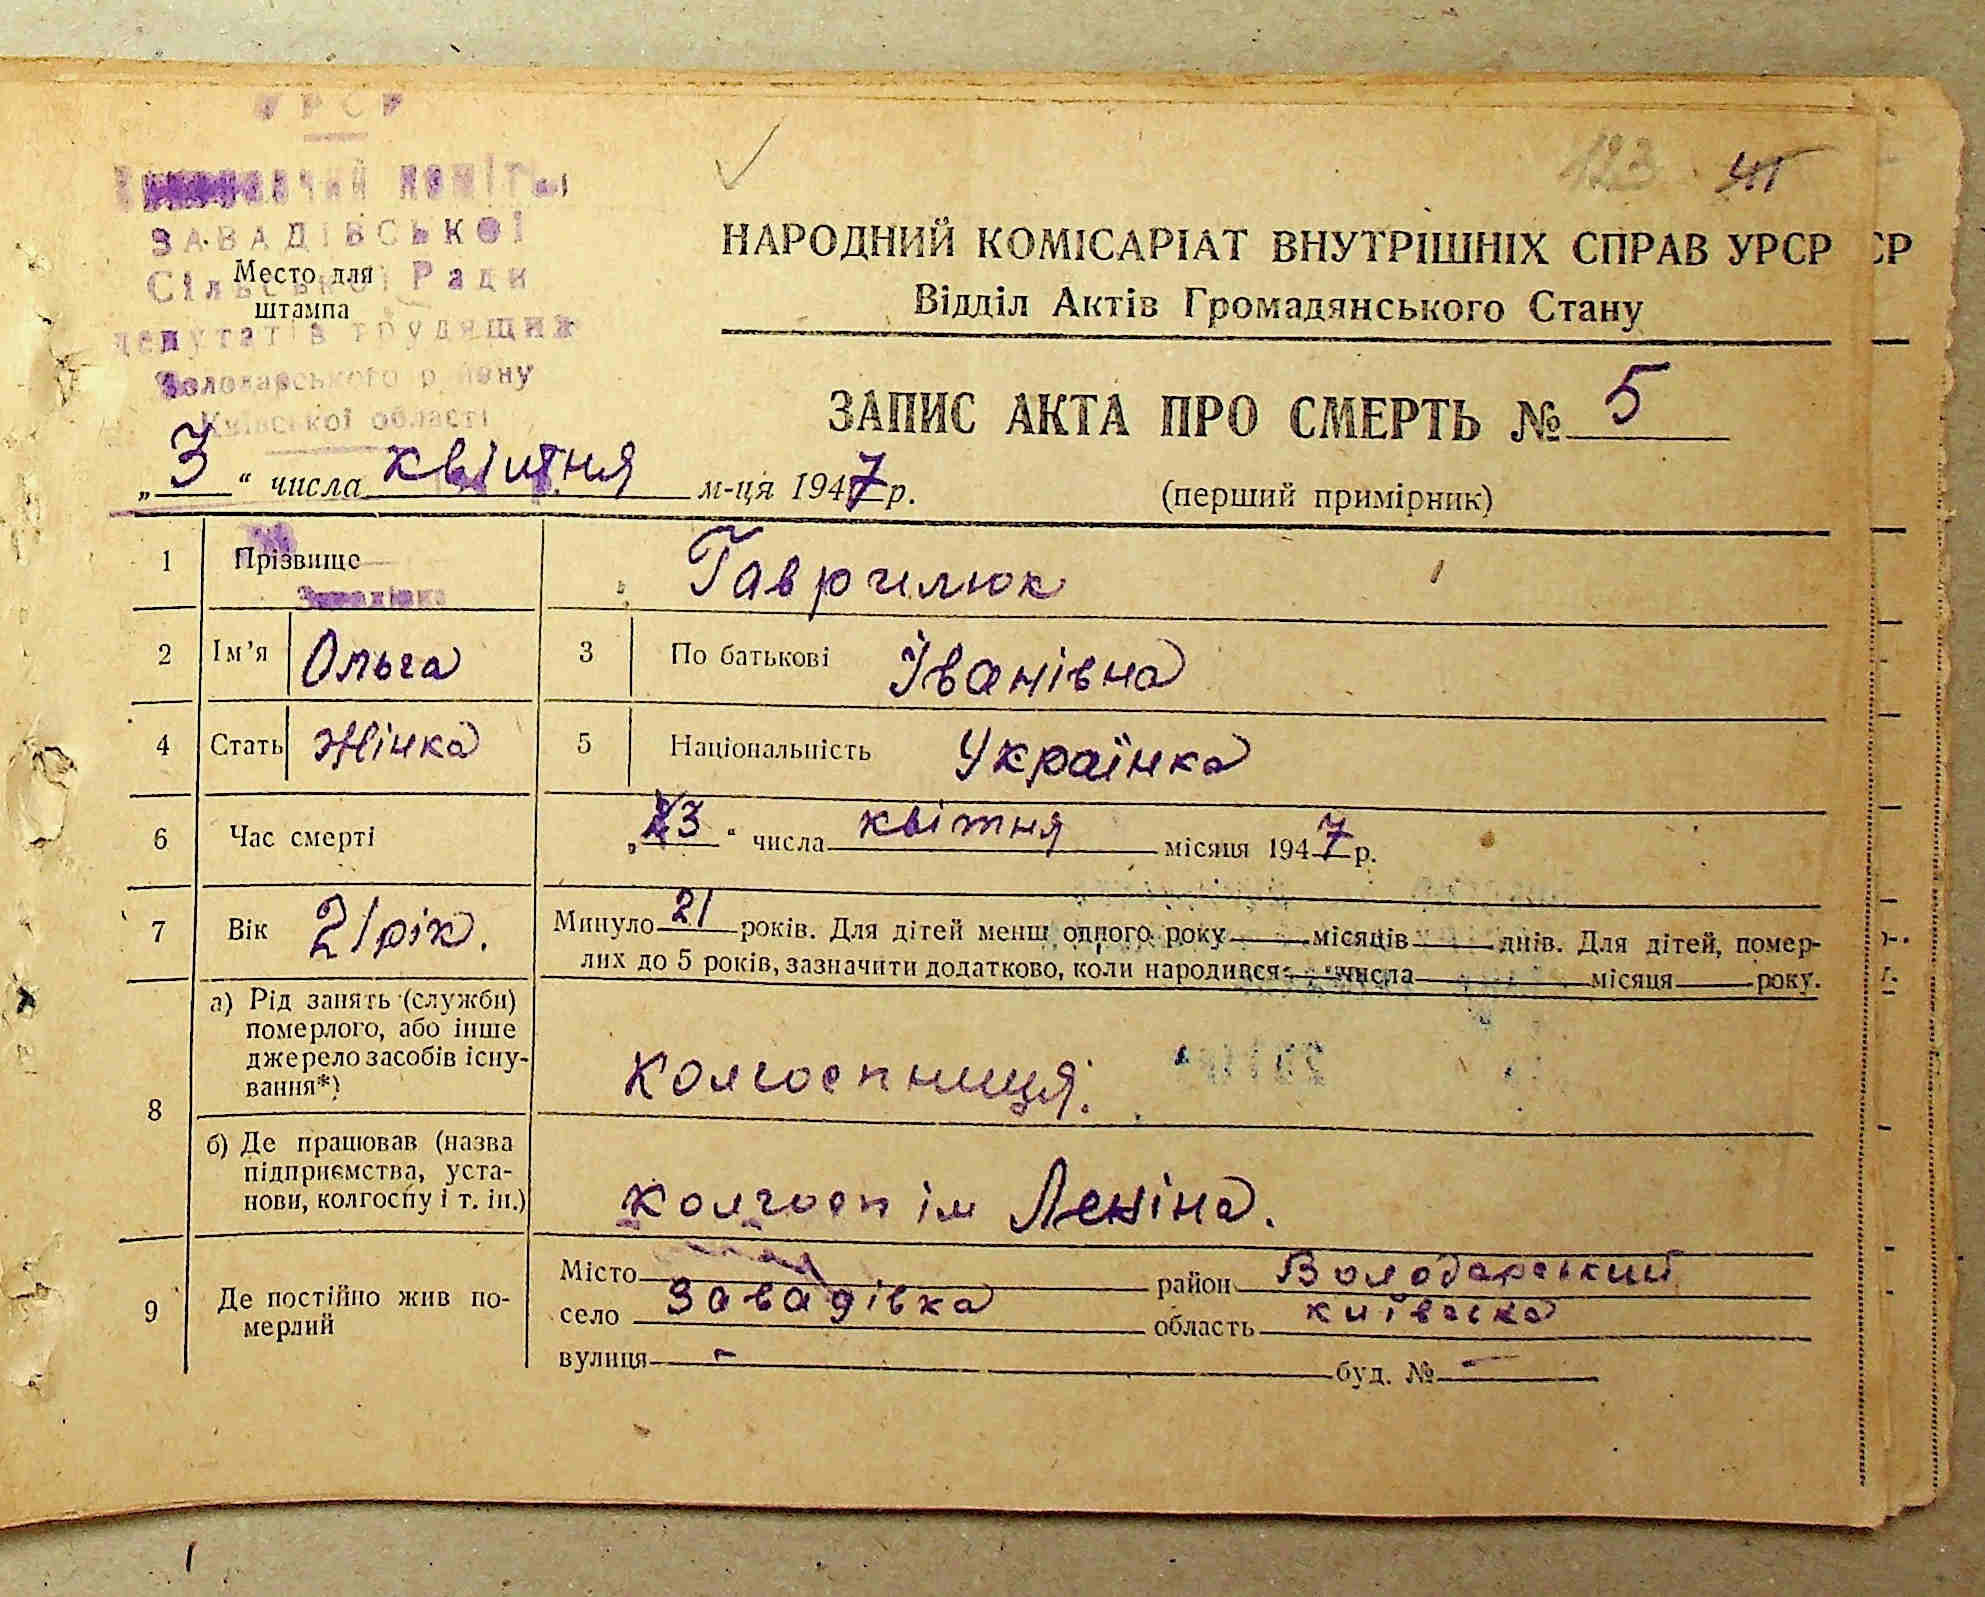 УРСР
Виконавчий комітет
ЗАВАДІВСЬКОЇ
Сільської Ради
депутатів трудящих
Володарського району
Київської області
Место для
штампа
123
НАРОДНИЙ КОМІСАРІАТ ВНУТРІШНІХ СПРАВ УРСР
СР
Відділ Актів Громадянського Стану
ЗАПИС АКТА ПРО СМЕРТЬ № 5
„3“ числа квітня м-ця 1947 р.
(перший примірник)
1 Прізвище Гаврилюк
Завадівка
2 Ім’я Ольга 3 По батькові Іванівна
4 Стать Жінка 5 Національність Українка
6 Час смерті „3“ числа квітня місяця 1947 р.
7 Вік 21 рік. Минуло 21 років. Для дітей менш одного року місяців днів. Для дітей, помер-
лих до 5 років, зазначити додатково, коли народився числа місяця року.
8 а) Рід занять (служби)
померлого, або інше
джерело засобів існу-
вання*)
колгоспниця.
б) Де працював (назва
підприємства, уста-
нови, колгоспу і т. ін.)
колгосп ім Леніна.
9 Де постійно жив по-
мерлий
Місто район Володарський
село Завадівка область київська
вулиця - буд. № -